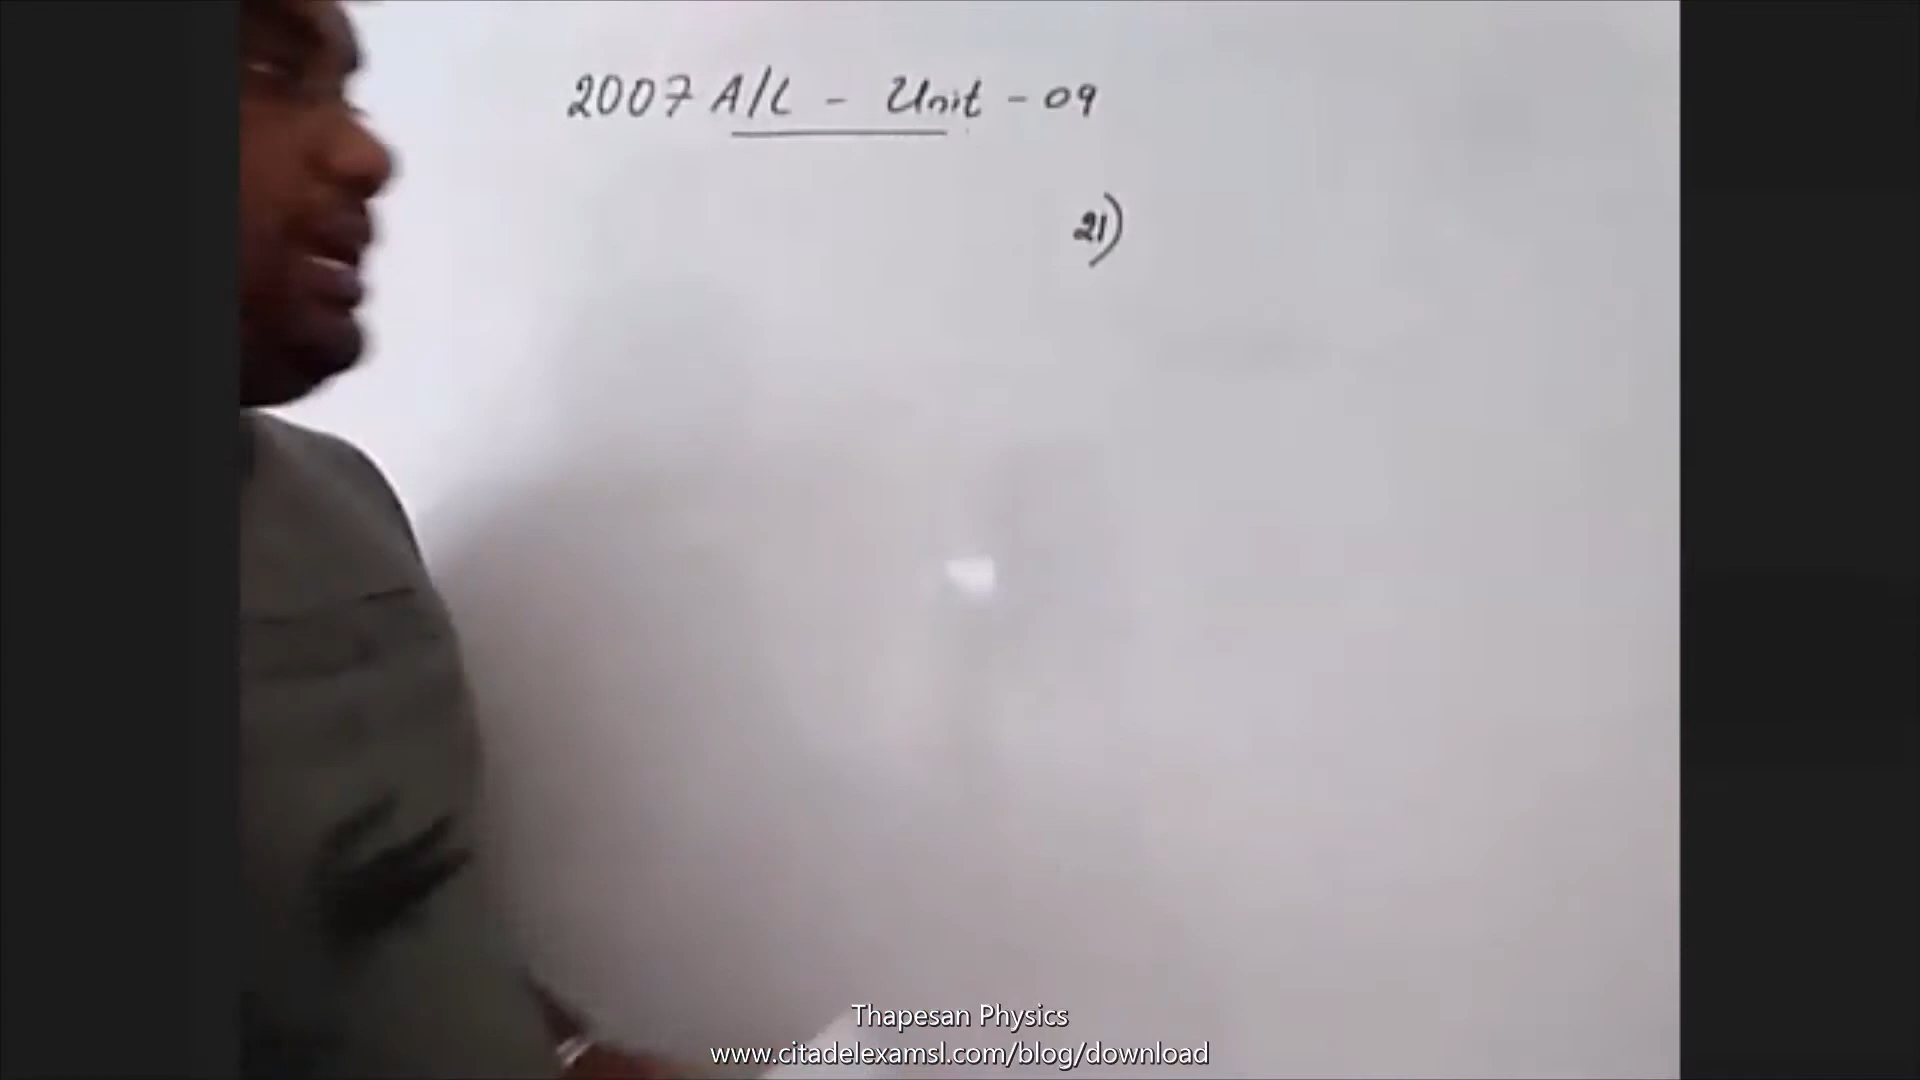 2007 A/L - Unit - 09
21)
Thapesan Physics
www.citadelexamsl.com/blog/download